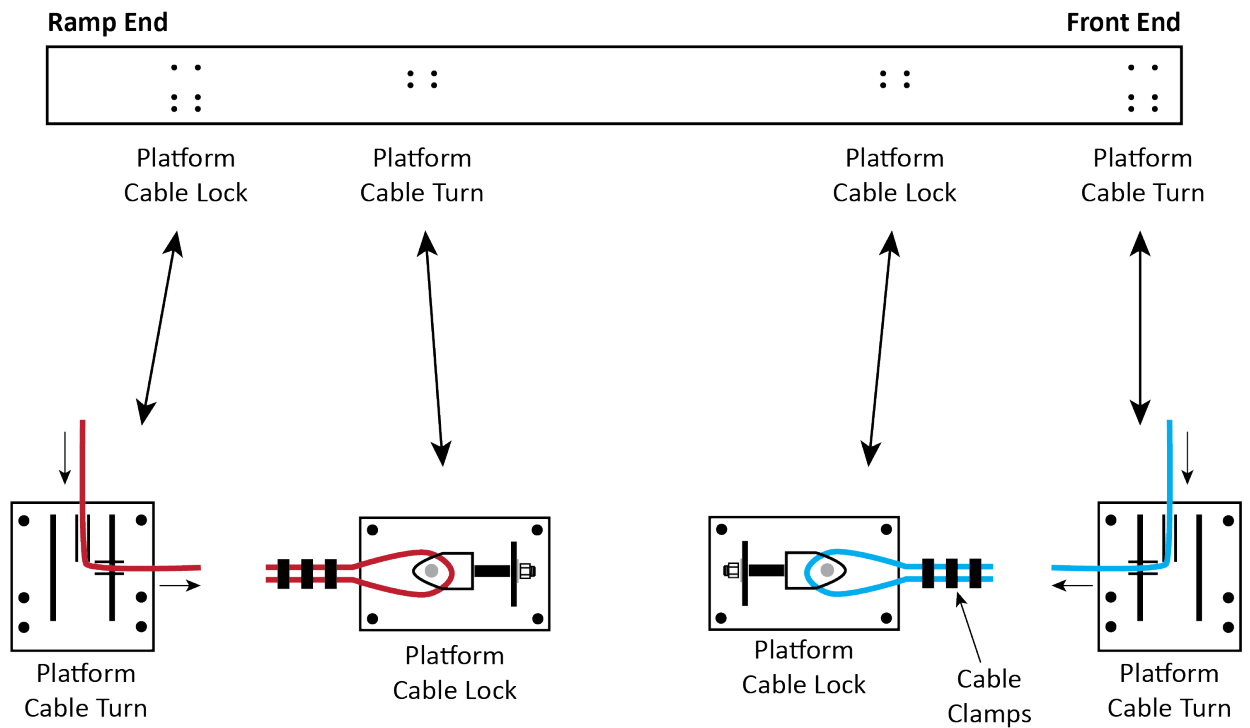 Ramp End
Front End
Platform
Cable Lock
Platform
Cable Turn
Platform
Cable Lock
Platform
Cable Turn
Platform
Cable Turn
Platform
Cable Lock
Platform
Cable Lock
Cable
Clamps
Platform
Cable Turn